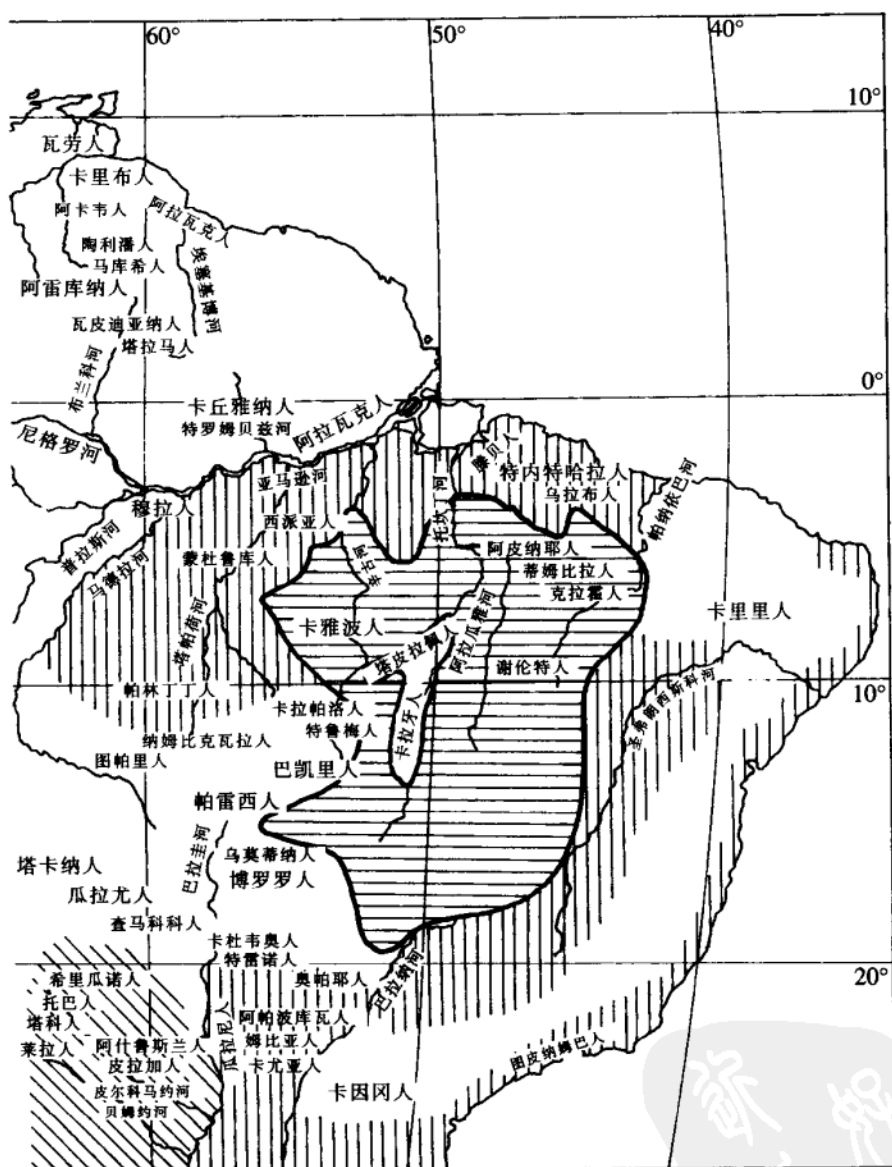 60°
50°
40°
10°
瓦劳人
卡里布人
阿卡韦人
阿拉瓦克人
陶利潘人
马库希人
埃塞基博河
阿雷库纳人
瓦皮迪亚纳人
塔拉马人
布兰科河
0°
卡丘雅纳人
特罗姆贝兹河
阿拉瓦克人
尼格罗河
滕贝人
特内特哈拉人
乌拉布人
帕纳依巴河
亚马逊河
托坎丁河
穆拉人
西派亚人
普拉斯河
马德拉河
蒙杜鲁库人
辛古河
阿皮纳耶人
蒂姆比拉人
克拉霍人
卡里里人
塔帕荷河
卡雅波人
塔皮拉佩人
阿拉瓜雅河
谢伦特人
10°
帕林丁丁人
卡拉帕洛人
卡拉牙人
圣弗朗西斯科河
特鲁梅人
纳姆比克瓦拉人
图帕里人
巴凯里人
帕雷西人
巴拉圭河
乌莫蒂纳人
塔卡纳人
博罗罗人
瓜拉尤人
查马科科人
卡杜韦奥人
特雷诺人
20°
希里瓜诺人
奥帕耶人
巴拉纳河
托巴人
塔科人
瓜拉尼人
阿帕波库瓦人
莱拉人
阿什鲁斯兰人
姆比亚人
图皮纳姆巴人
皮拉加人
卡尤亚人
皮尔科马约河
卡因冈人
贝姆约河